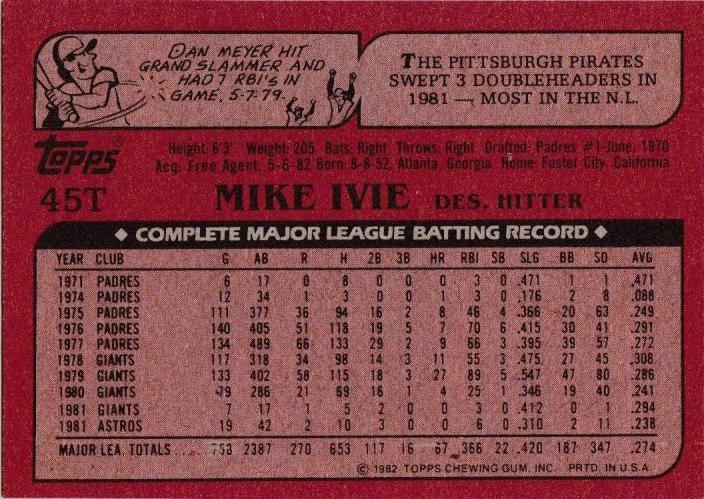 DAN MEYER HIT
GRAND SLAMMER AND
HAD 7 RBI's IN
GAME, 5-7-79.
THE PITTSBURGH PIRATES
SWEPT 3 DOUBLEHEADERS IN
1981 — MOST IN THE N.L.
TOPPS
Height: 6'3" Weight: 205 Bats: Right Throws: Right Drafted: Padres #1-June, 1970
Acq: Free Agent, 5-6-82 Born: 8-8-52, Atlanta, Georgia Home: Foster City, California
45T MIKE IVIE DES. HITTER
◆ COMPLETE MAJOR LEAGUE BATTING RECORD ◆
YEAR CLUB G AB R H 2B 3B HR RBI SB SLG BB SO AVG
1971 PADRES 6 17 0 8 0 0 0 3 0 .471 1 1 .471
1974 PADRES 12 34 1 3 0 0 1 3 0 .176 2 8 .088
1975 PADRES 111 377 36 94 16 2 8 46 4 .366 20 63 .249
1976 PADRES 140 405 51 118 19 5 7 70 6 .415 30 41 .291
1977 PADRES 134 489 66 133 29 2 9 66 3 .395 39 57 .272
1978 GIANTS 117 318 34 98 14 3 11 55 3 .475 27 45 .308
1979 GIANTS 133 402 58 115 18 3 27 89 5 .547 47 80 .286
1980 GIANTS 79 286 21 69 16 1 4 25 1 .346 19 40 .241
1981 GIANTS 7 17 1 5 2 0 0 3 0 .412 0 1 .294
1981 ASTROS 19 42 2 10 3 0 0 6 0 .310 2 11 .238
MAJOR LEA. TOTALS 758 2387 270 653 117 16 67 366 22 .420 187 347 .274
© 1982 TOPPS CHEWING GUM, INC. PRTD. IN U.S.A.